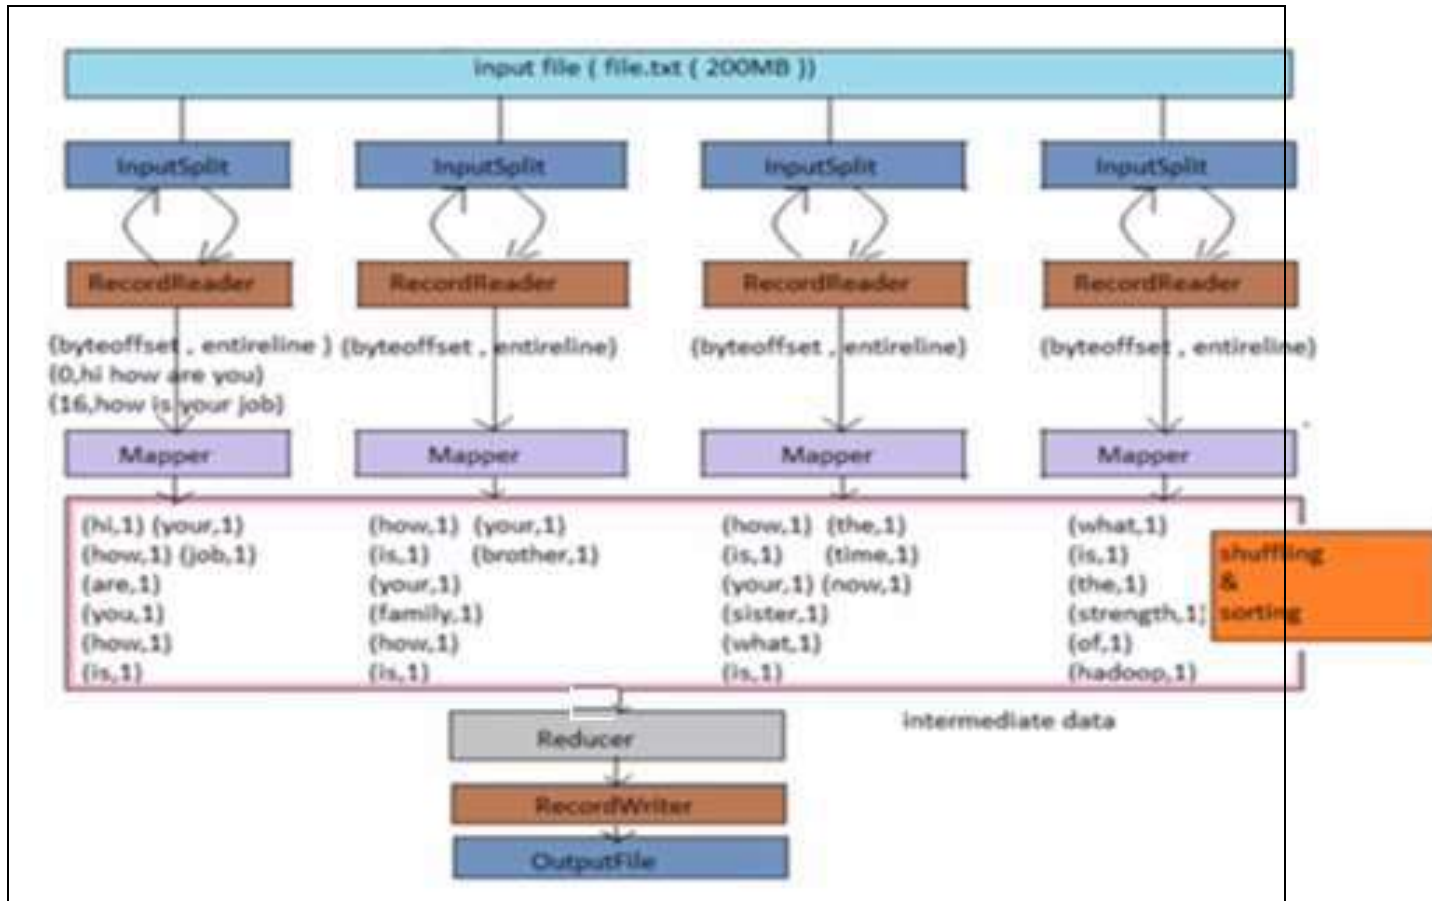 input file ( file.txt ( 200MB ))
InputSplit InputSplit InputSplit InputSplit
RecordReader RecordReader RecordReader RecordReader
(byteoffset , entireline ) (byteoffset , entireline) (byteoffset , entireline) (byteoffset , entireline)
(0,hi how are you)
(16,how is your job)
Mapper Mapper Mapper Mapper
(hi,1) (your,1) (how,1) (your,1) (how,1) (the,1) (what,1)
(how,1) (job,1) (is,1) (brother,1) (is,1) (time,1) (is,1) shuffling
(are,1) (your,1) (your,1) (now,1) (the,1) &
(you,1) (family,1) (sister,1) (strength,1) sorting
(how,1) (how,1) (what,1) (of,1)
(is,1) (is,1) (is,1) (hadoop,1)
intermediate data
Reducer
RecordWriter
OutputFile